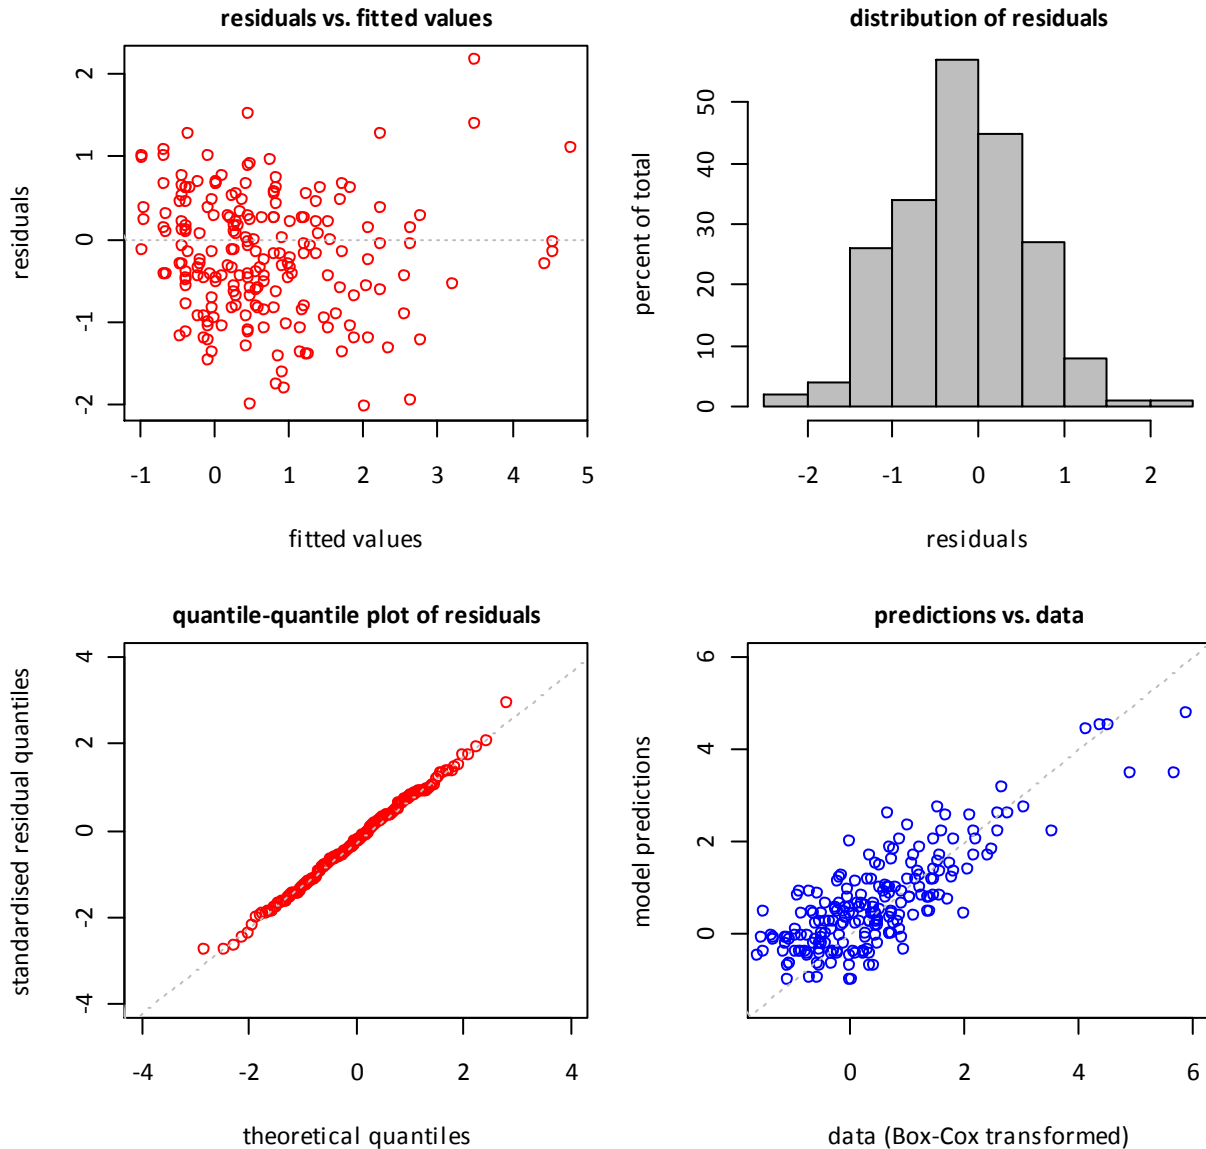 residuals vs. fitted values
residuals
2
1
0
-1
-2
-1 0 1 2 3 4 5
fitted values
distribution of residuals
percent of total
50
40
30
20
10
0
-2 -1 0 1 2
residuals
quantile-quantile plot of residuals
standardised residual quantiles
4
2
0
-2
-4
-4 -2 0 2 4
theoretical quantiles
predictions vs. data
model predictions
6
4
2
0
0 2 4 6
data (Box-Cox transformed)